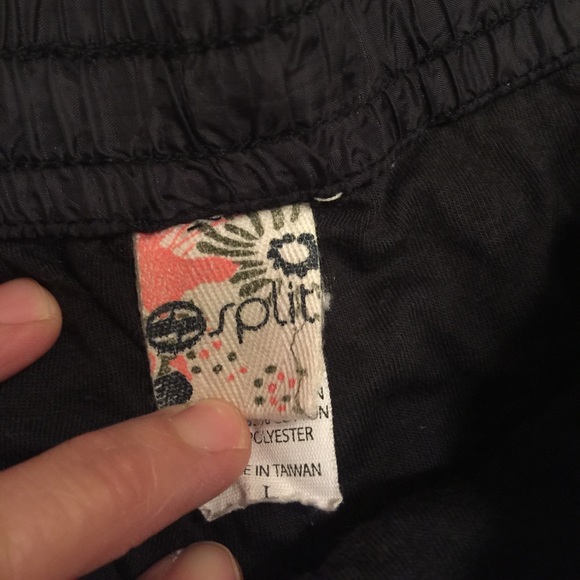 split
N
POLYESTER
E IN TAIWAN
L